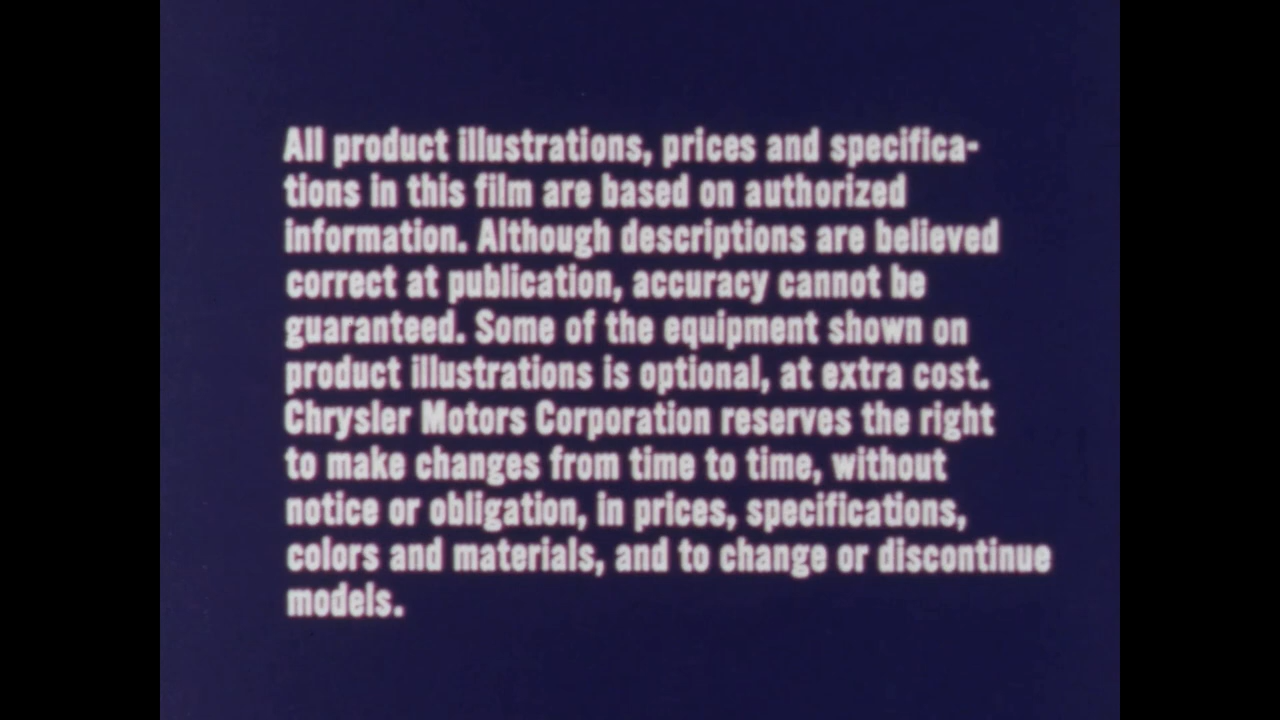 All product illustrations, prices and specifica-
tions in this film are based on authorized
information. Although descriptions are believed
correct at publication, accuracy cannot be
guaranteed. Some of the equipment shown on
product illustrations is optional, at extra cost.
Chrysler Motors Corporation reserves the right
to make changes from time to time, without
notice or obligation, in prices, specifications,
colors and materials, and to change or discontinue
models.